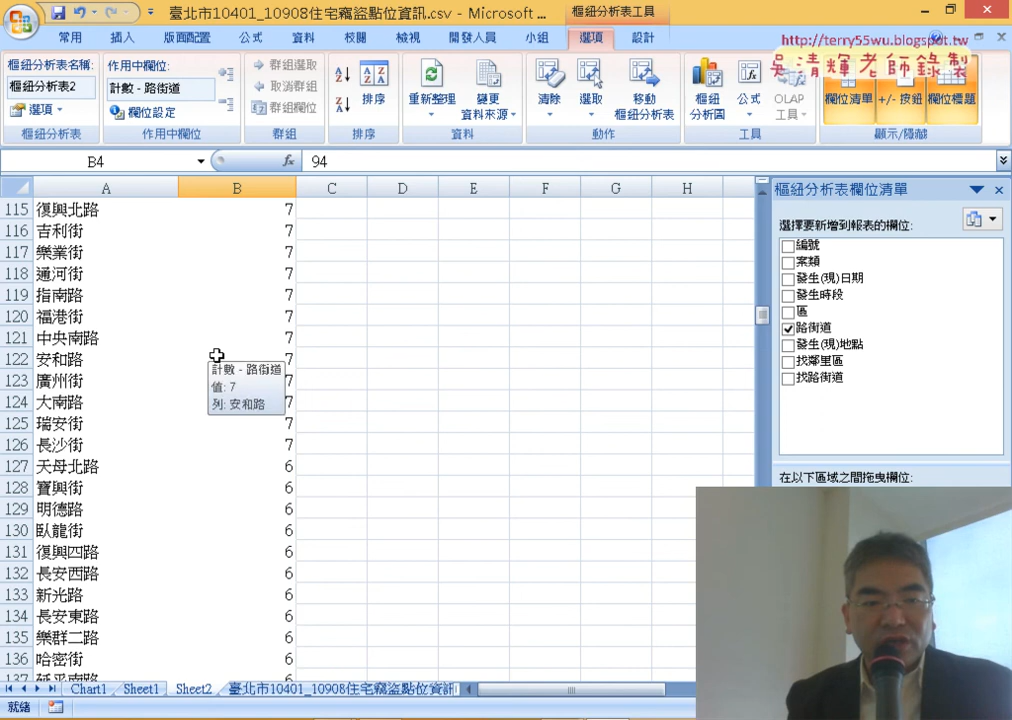 臺北市10401_10908住宅竊盜點位資訊.csv - Microsoft ...
樞紐分析表工具
常用 插入 版面配置 公式 資料 校閱 檢視 開發人員 小組 選項 設計
http://terry55wu.blogspot.tw
吳清輝老師錄製
樞紐分析表名稱:
樞紐分析表2
選項
樞紐分析表
作用中欄位:
計數 - 路街道
欄位設定
作用中欄位
群組選取
取消群組
群組欄位
群組
排序
排序
重新整理
變更
資料來源
資料
清除
選取
移動
樞紐分析表
動作
樞紐
分析圖
公式
OLAP
工具
工具
欄位清單
+/- 按鈕
欄位標題
顯示/隱藏
B4
fx
94
A B C D E F G H
115 復興北路 7
116 吉利街 7
117 樂業街 7
118 通河街 7
119 指南路 7
120 福港街 7
121 中央南路 7
122 安和路 7
123 廣州街 7
124 大南路 7
125 瑞安街 7
126 長沙街 7
127 天母北路 6
128 寶興街 6
129 明德路 6
130 臥龍街 6
131 復興四路 6
132 長安西路 6
133 新光路 6
134 長安東路 6
135 樂群二路 6
136 哈密街 6
137 延平南路
計數 - 路街道
值: 7
列: 安和路
樞紐分析表欄位清單
選擇要新增到報表的欄位:
編號
案類
發生(現)日期
發生時段
區
路街道
發生(現)地點
找鄰里區
找路街道
在以下區域之間拖曳欄位:
Chart1 Sheet1 Sheet2 臺北市10401_10908住宅竊盜點位資訊
就緒